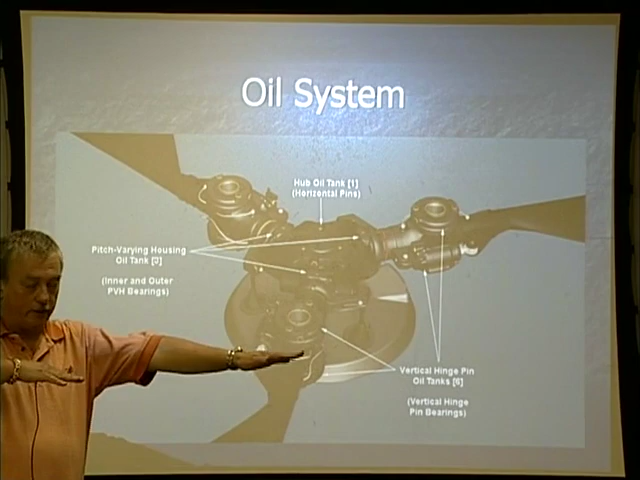 Oil System
Hub Oil Tank [1]
(Horizontal Pins)
Pitch-Varying Housing
Oil Tank [3]
(Inner and Outer
PVH Bearings)
Vertical Hinge Pin
Oil Tanks [6]
(Vertical Hinge
Pin Bearings)